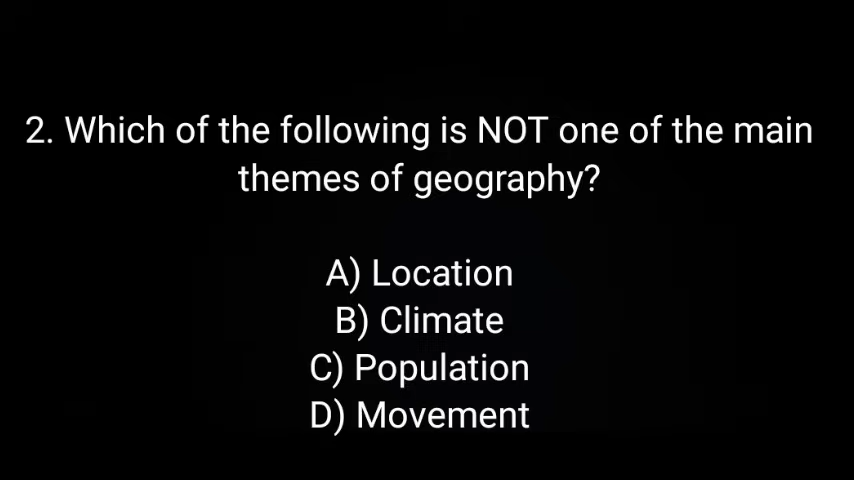 2. Which of the following is NOT one of the main
themes of geography?
A) Location
B) Climate
C) Population
D) Movement